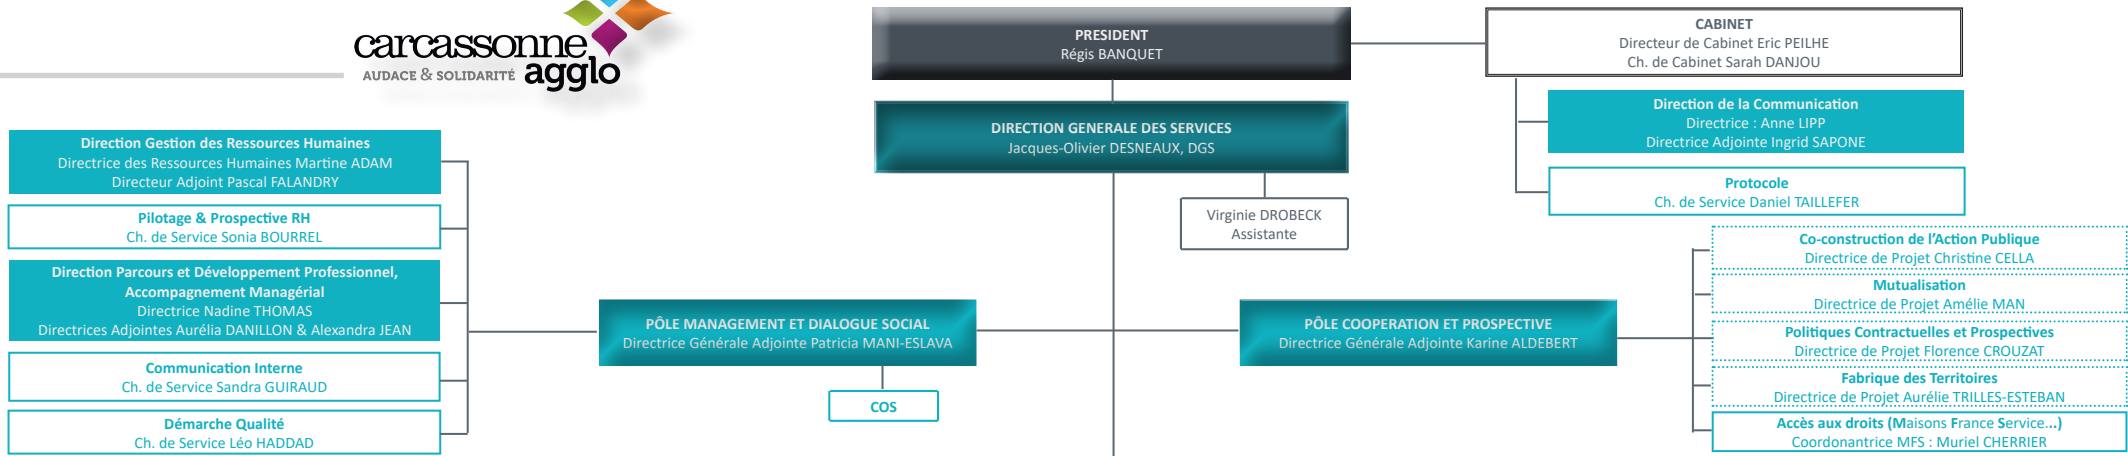 carcassonne
AUDACE & SOLIDARITÉ agglo
PRESIDENT
Régis BANQUET
CABINET
Directeur de Cabinet Eric PEILHE
Ch. de Cabinet Sarah DANJOU
Direction de la Communication
Directrice : Anne LIPP
Directrice Adjointe Ingrid SAPONE
Protocole
Ch. de Service Daniel TAILLEFER
DIRECTION GENERALE DES SERVICES
Jacques-Olivier DESNEAUX, DGS
Virginie DROBECK
Assistante
Direction Gestion des Ressources Humaines
Directrice des Ressources Humaines Martine ADAM
Directeur Adjoint Pascal FALANDRY
Pilotage & Prospective RH
Ch. de Service Sonia BOURREL
Direction Parcours et Développement Professionnel,
Accompagnement Managérial
Directrice Nadine THOMAS
Directrices Adjointes Aurélia DANILLON & Alexandra JEAN
Communication Interne
Ch. de Service Sandra GUIRAUD
Démarche Qualité
Ch. de Service Léo HADDAD
PÔLE MANAGEMENT ET DIALOGUE SOCIAL
Directrice Générale Adjointe Patricia MANI-ESLAVA
COS
PÔLE COOPERATION ET PROSPECTIVE
Directrice Générale Adjointe Karine ALDEBERT
Co-construction de l'Action Publique
Directrice de Projet Christine CELLA
Mutualisation
Directrice de Projet Amélie MAN
Politiques Contractuelles et Prospectives
Directrice de Projet Florence CROUZAT
Fabrique des Territoires
Directrice de Projet Aurélie TRILLES-ESTEBAN
Accès aux droits (Maisons France Service...)
Coordonantrice MFS : Muriel CHERRIER